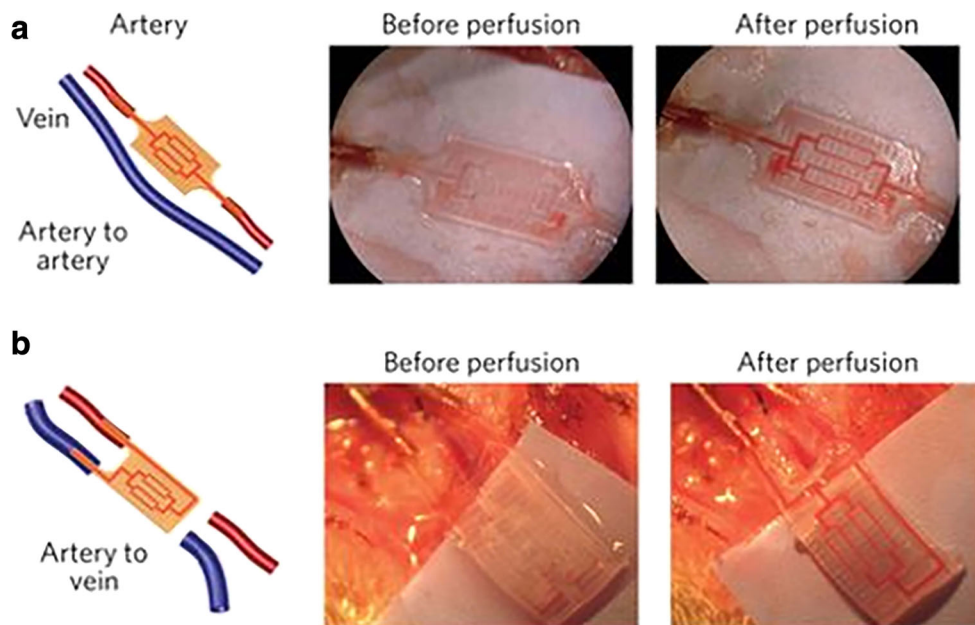 a
Artery
Before perfusion
After perfusion
Vein
Artery to
artery
b
Before perfusion
After perfusion
Artery to
vein